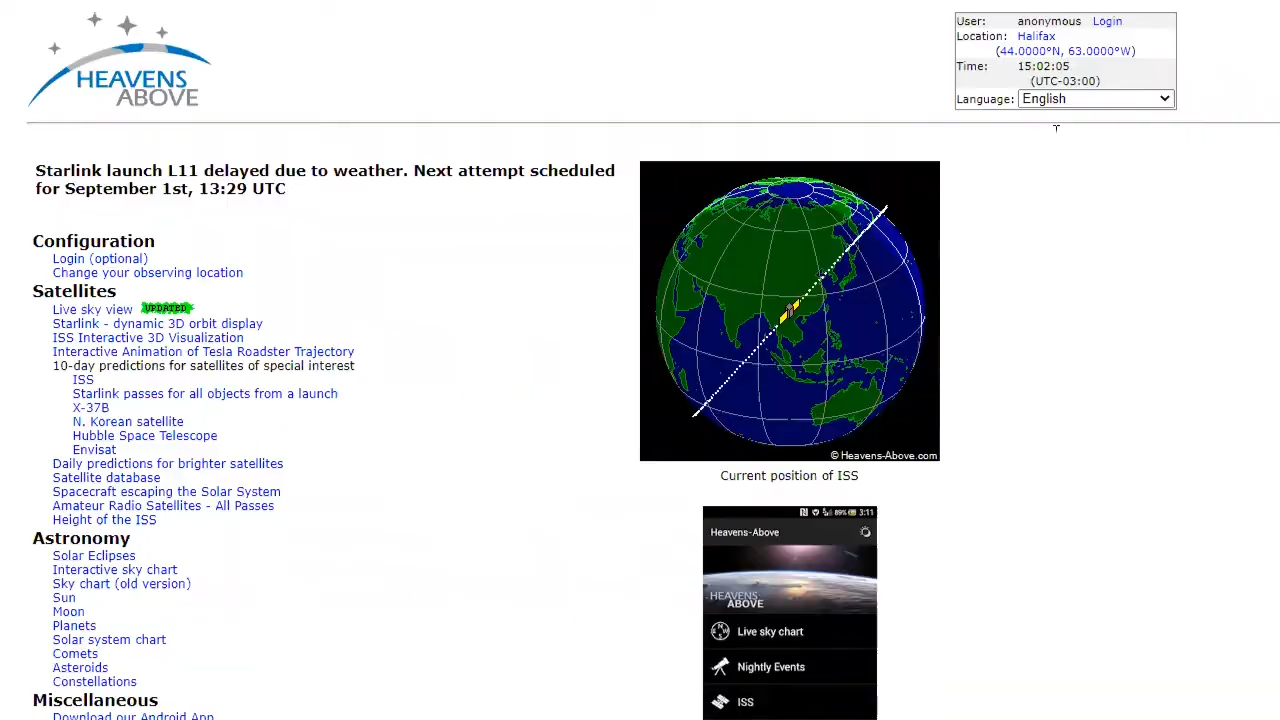 HEAVENS
ABOVE
User: anonymous Login
Location: Halifax
(44.0000°N, 63.0000°W)
Time: 15:02:05
(UTC-03:00)
Language: English
Starlink launch L11 delayed due to weather. Next attempt scheduled
for September 1st, 13:29 UTC
Configuration
Login (optional)
Change your observing location
Satellites
Live sky view UPDATED
Starlink - dynamic 3D orbit display
ISS Interactive 3D Visualization
Interactive Animation of Tesla Roadster Trajectory
10-day predictions for satellites of special interest
ISS
Starlink passes for all objects from a launch
X-37B
N. Korean satellite
Hubble Space Telescope
Envisat
Daily predictions for brighter satellites
Satellite database
Spacecraft escaping the Solar System
Amateur Radio Satellites - All Passes
Height of the ISS
Astronomy
Solar Eclipses
Interactive sky chart
Sky chart (old version)
Sun
Moon
Planets
Solar system chart
Comets
Asteroids
Constellations
Miscellaneous
Download our Android App
© Heavens-Above.com
Current position of ISS
89% 3:11
Heavens-Above
HEAVENS
ABOVE
Live sky chart
Nightly Events
ISS